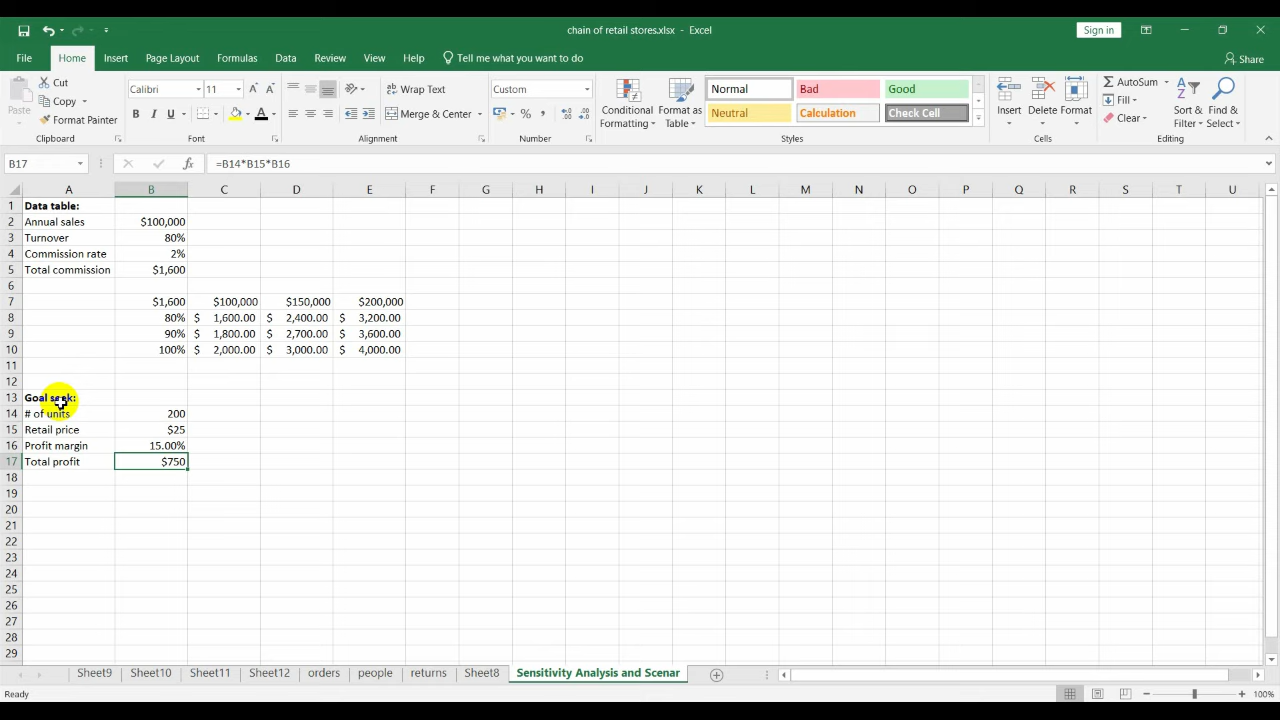 chain of retail stores.xlsx - Excel
Sign in
File Home Insert Page Layout Formulas Data Review View Help Tell me what you want to do Share
Paste
Cut
Copy
Format Painter
Clipboard
Calibri 11
B I U
Font
Wrap Text
Merge & Center
Alignment
Custom
$ % ,
Number
Conditional Formatting
Format as Table
Normal Bad Good
Neutral Calculation Check Cell
Styles
Insert Delete Format
Cells
AutoSum
Fill
Clear
Sort & Filter
Find & Select
Editing
B17 fx =B14*B15*B16
A B C D E F G H I J K L M N O P Q R S T U
1 Data table:
2 Annual sales $100,000
3 Turnover 80%
4 Commission rate 2%
5 Total commission $1,600
6
7 $1,600 $100,000 $150,000 $200,000
8 80% $ 1,600.00 $ 2,400.00 $ 3,200.00
9 90% $ 1,800.00 $ 2,700.00 $ 3,600.00
10 100% $ 2,000.00 $ 3,000.00 $ 4,000.00
11
12
13 Goal seek:
14 # of units 200
15 Retail price $25
16 Profit margin 15.00%
17 Total profit $750
18
19
20
21
22
23
24
25
26
27
28
29
Sheet9 Sheet10 Sheet11 Sheet12 orders people returns Sheet8 Sensitivity Analysis and Scenar
Ready 100%